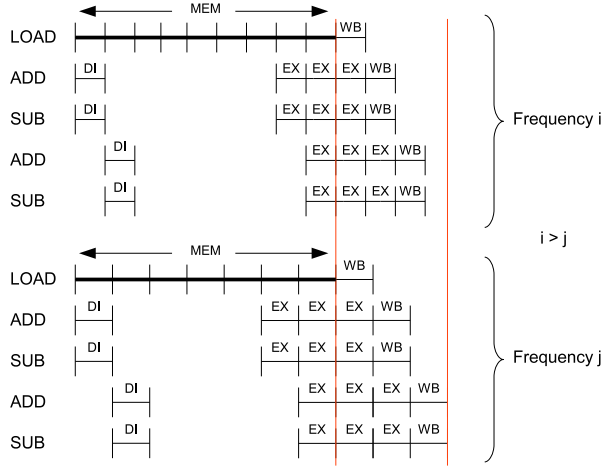 MEM
LOAD WB
ADD DI EX EX EX WB
SUB DI EX EX EX WB
Frequency i
ADD DI EX EX EX WB
SUB DI EX EX EX WB
i > j
MEM
LOAD WB
ADD DI EX EX EX WB
SUB DI EX EX EX WB
Frequency j
ADD DI EX EX EX WB
SUB DI EX EX EX WB